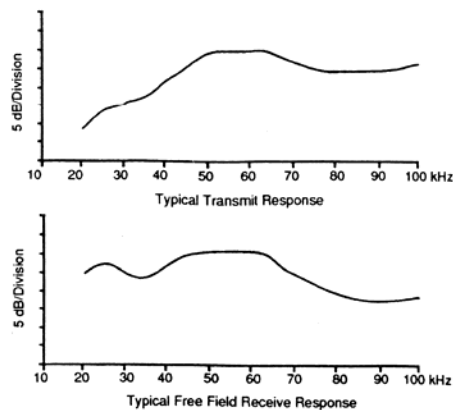 5 dB/Division
10 20 30 40 50 60 70 80 90 100 kHz
Typical Transmit Response
5 dB/Division
10 20 30 40 50 60 70 80 90 100 kHz
Typical Free Field Receive Response